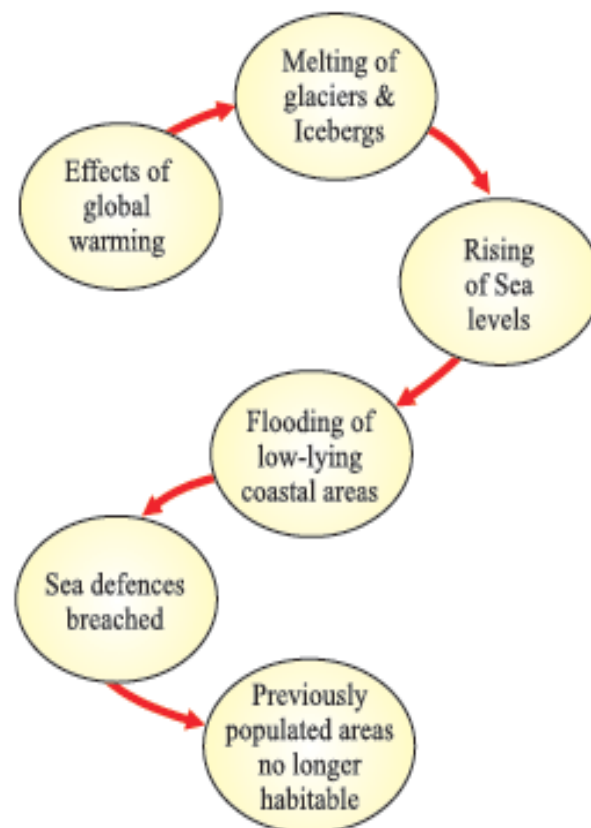 Effects of
global
warming
Melting of
glaciers &
Icebergs
Rising
of Sea
levels
Flooding of
low-lying
coastal areas
Sea defences
breached
Previously
populated areas
no longer
habitable